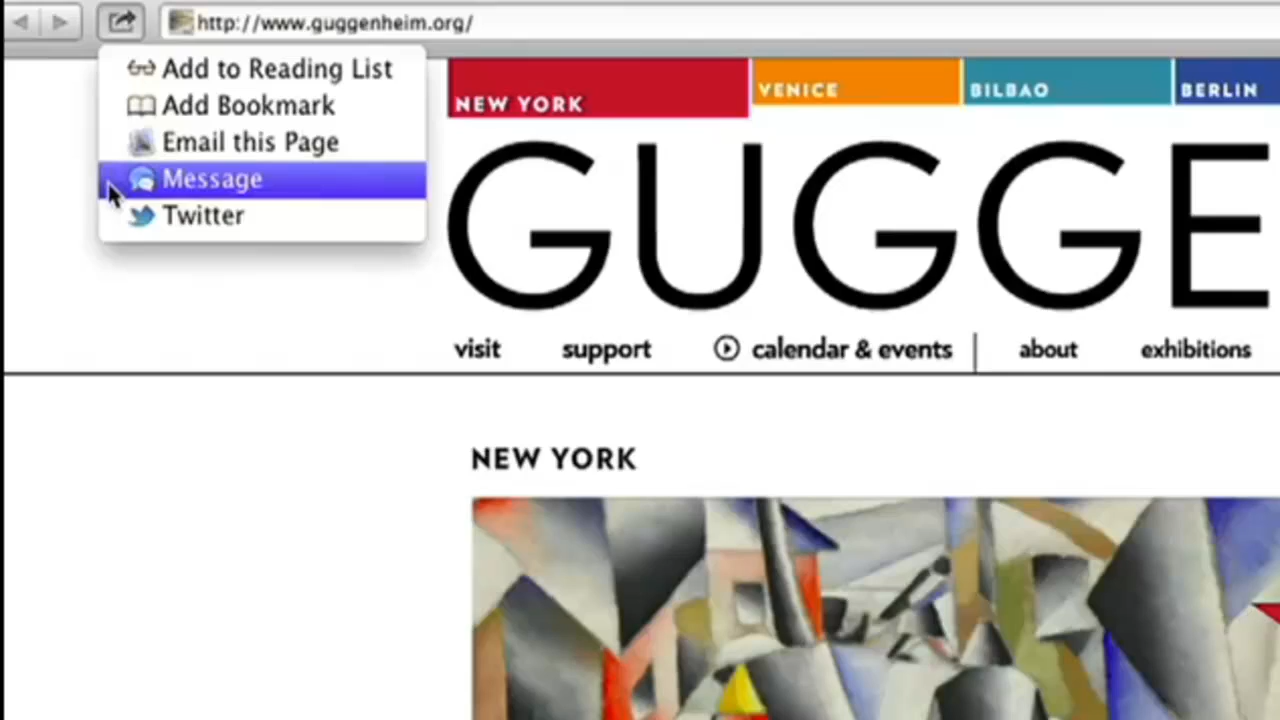 http://www.guggenheim.org/
Add to Reading List
Add Bookmark
Email this Page
Message
Twitter
NEW YORK
VENICE
BILBAO
BERLIN
GUGGE
visit
support
calendar & events
about
exhibitions
NEW YORK